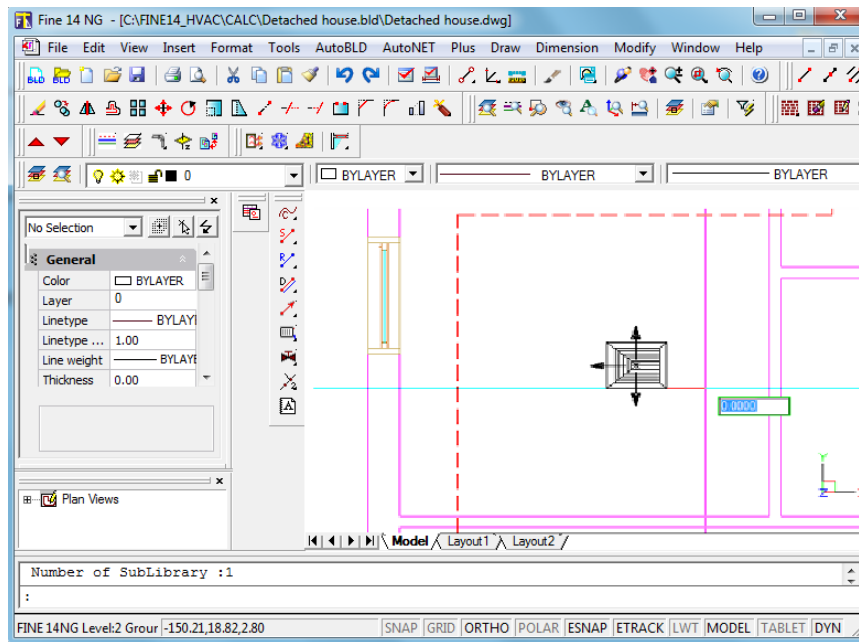 Fine 14 NG - [C:\FINE14_HVAC\CALC\Detached house.bld\Detached house.dwg]
File Edit View Insert Format Tools AutoBLD AutoNET Plus Draw Dimension Modify Window Help
BLD BLD
0 BYLAYER BYLAYER BYLAYER
No Selection
General
Color BYLAYER
Layer 0
Linetype BYLAYI
Linetype ... 1.00
Line weight BYLAYE
Thickness 0.00
0.0000
Y
Z
Plan Views
Model Layout1 Layout2
Number of SubLibrary :1
:
FINE 14NG Level:2 Grour -150.21,18.82,2.80 SNAP GRID ORTHO POLAR ESNAP ETRACK LWT MODEL TABLET DYN